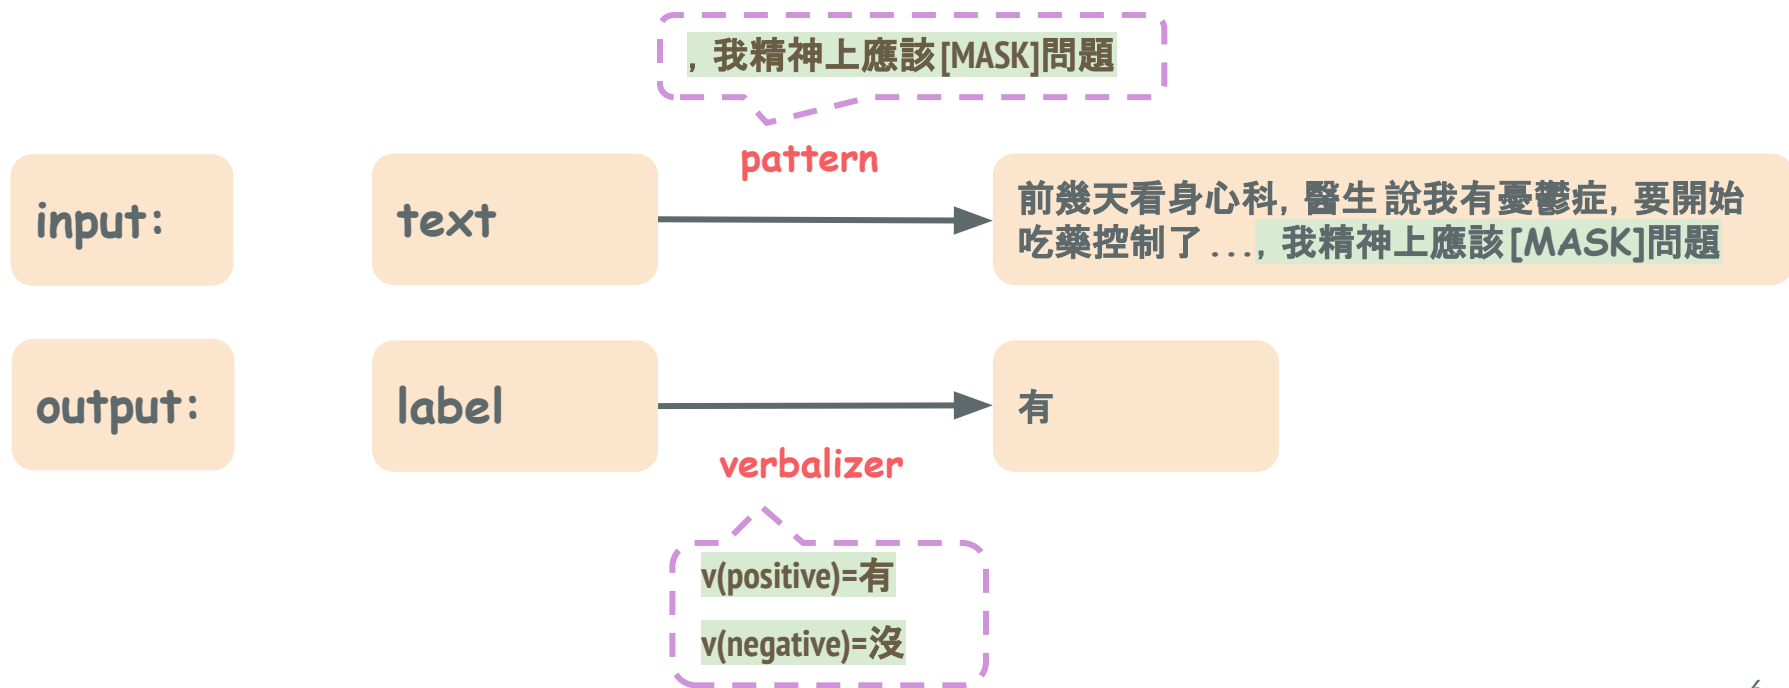 , 我精神上應該[MASK]問題
pattern
input:
text
前幾天看身心科, 醫生說我有憂鬱症, 要開始
吃藥控制了..., 我精神上應該[MASK]問題
output:
label
有
verbalizer
v(positive)=有
v(negative)=沒